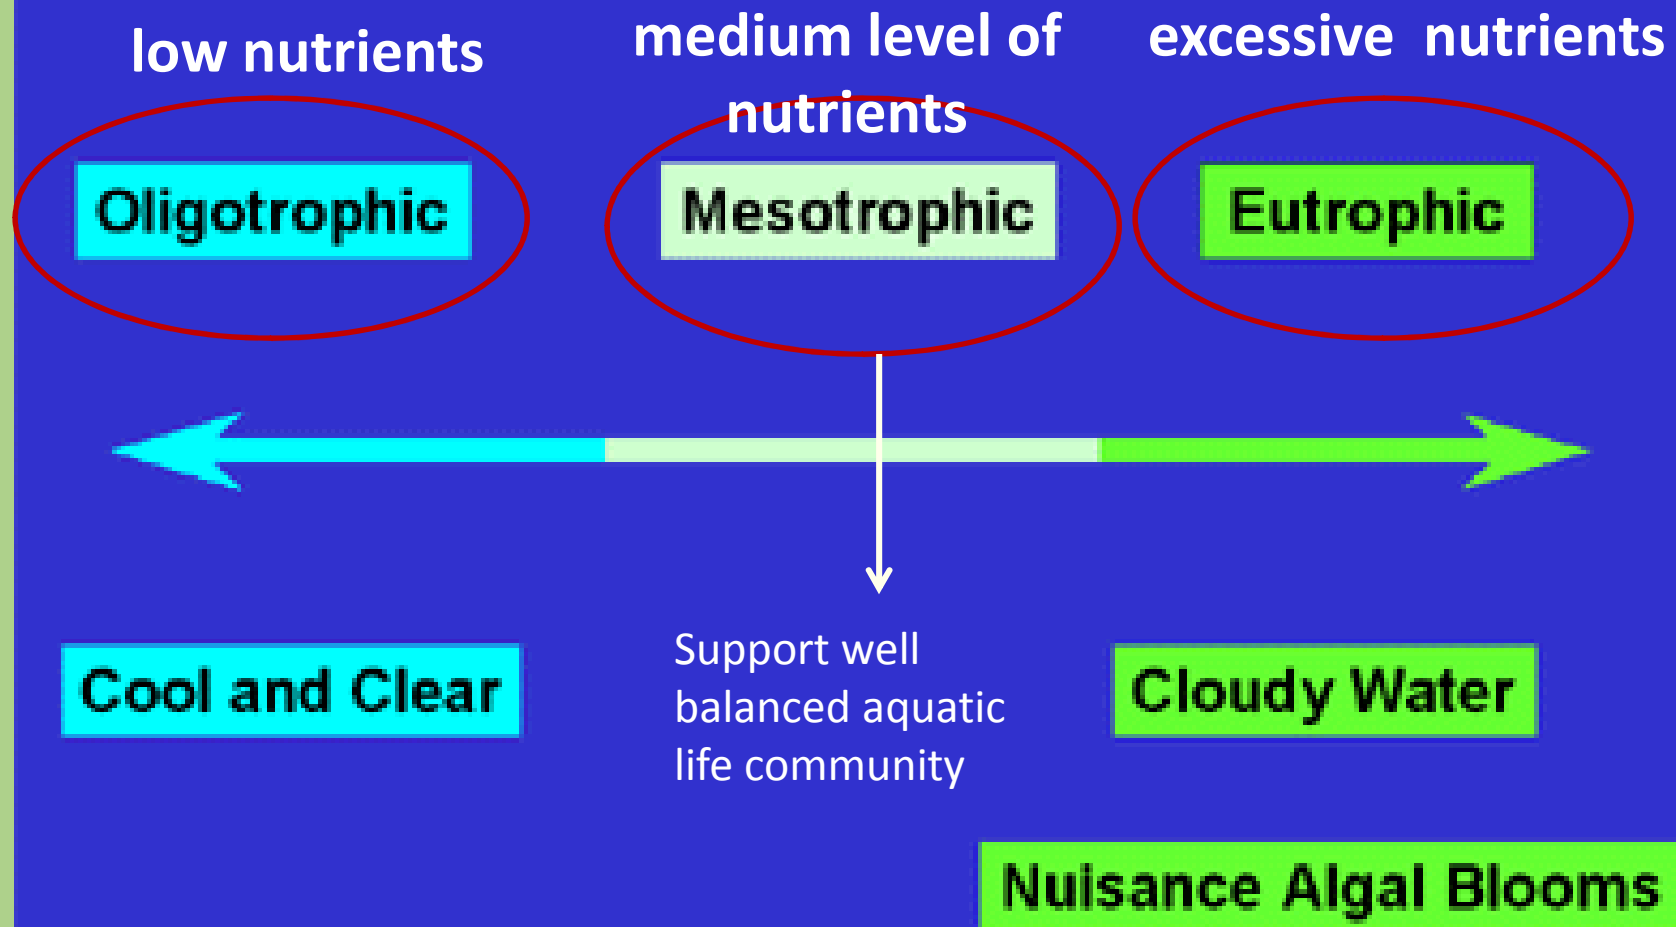 low nutrients
medium level of
nutrients
excessive nutrients
Oligotrophic
Mesotrophic
Eutrophic
Cool and Clear
Support well
balanced aquatic
life community
Cloudy Water
Nuisance Algal Blooms